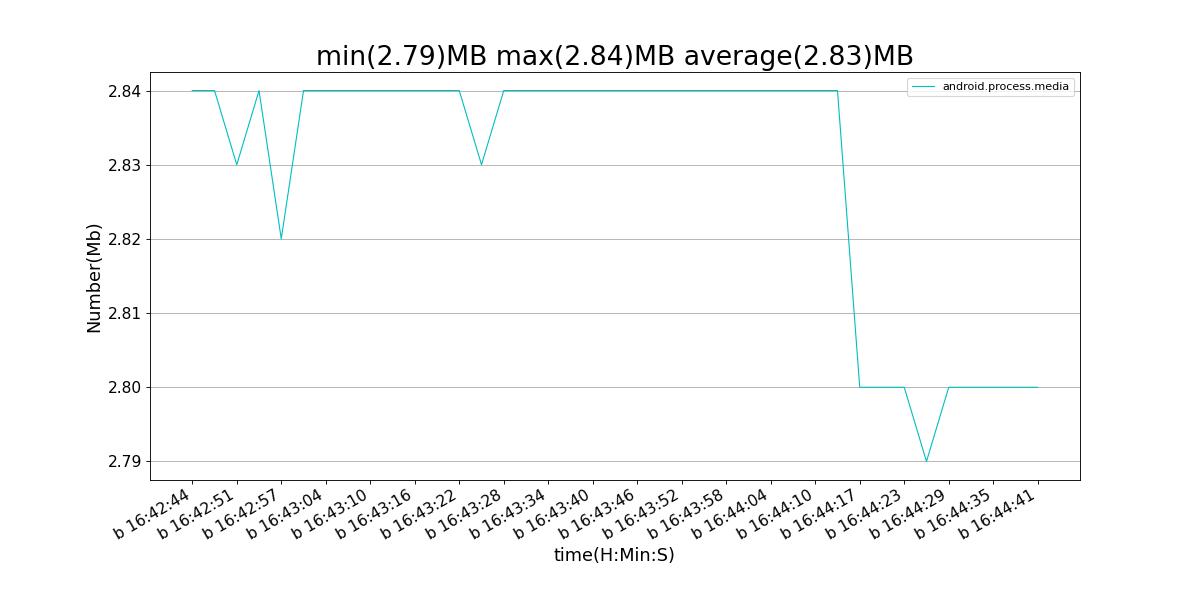 min(2.79)MB max(2.84)MB average(2.83)MB
android.process.media
2.84
2.83
2.82
2.81
2.80
2.79
Number(Mb)
b 16:42:44
b 16:42:51
b 16:42:57
b 16:43:04
b 16:43:10
b 16:43:16
b 16:43:22
b 16:43:28
b 16:43:34
b 16:43:40
b 16:43:46
b 16:43:52
b 16:43:58
b 16:44:04
b 16:44:10
b 16:44:17
b 16:44:23
b 16:44:29
b 16:44:35
b 16:44:41
time(H:Min:S)